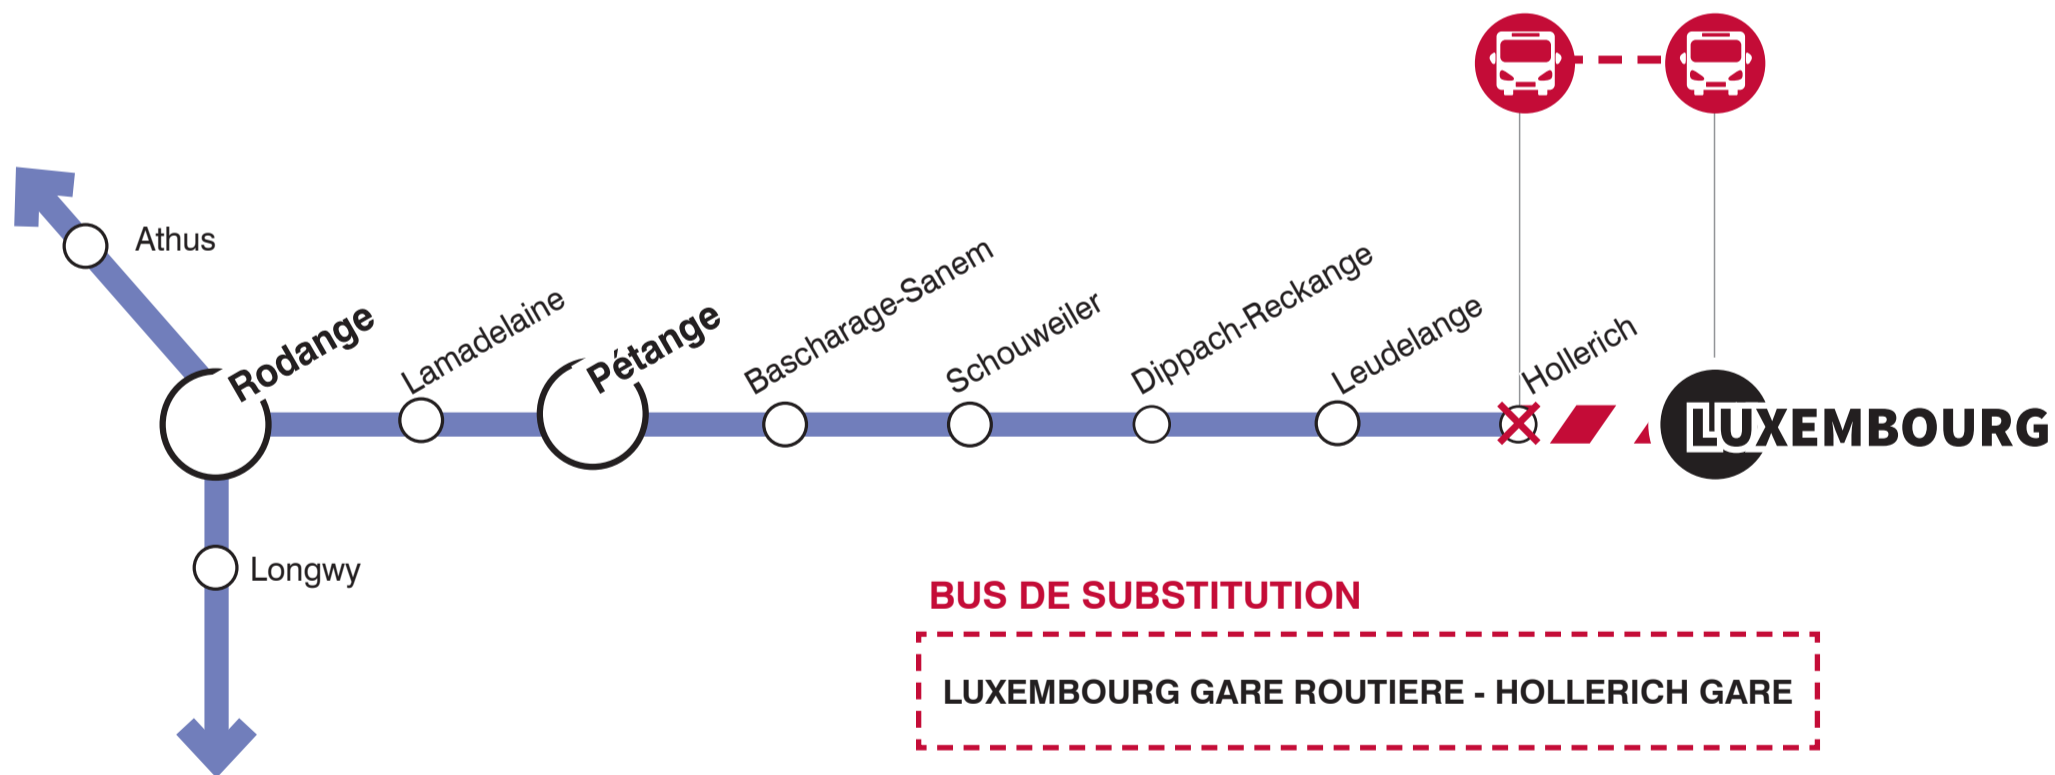 Athus
Rodange
Lamadelaine
Pétange
Bascharage-Sanem
Schouweiler
Dippach-Reckange
Leudelange
Hollerich
LUXEMBOURG
Longwy
BUS DE SUBSTITUTION
LUXEMBOURG GARE ROUTIERE - HOLLERICH GARE